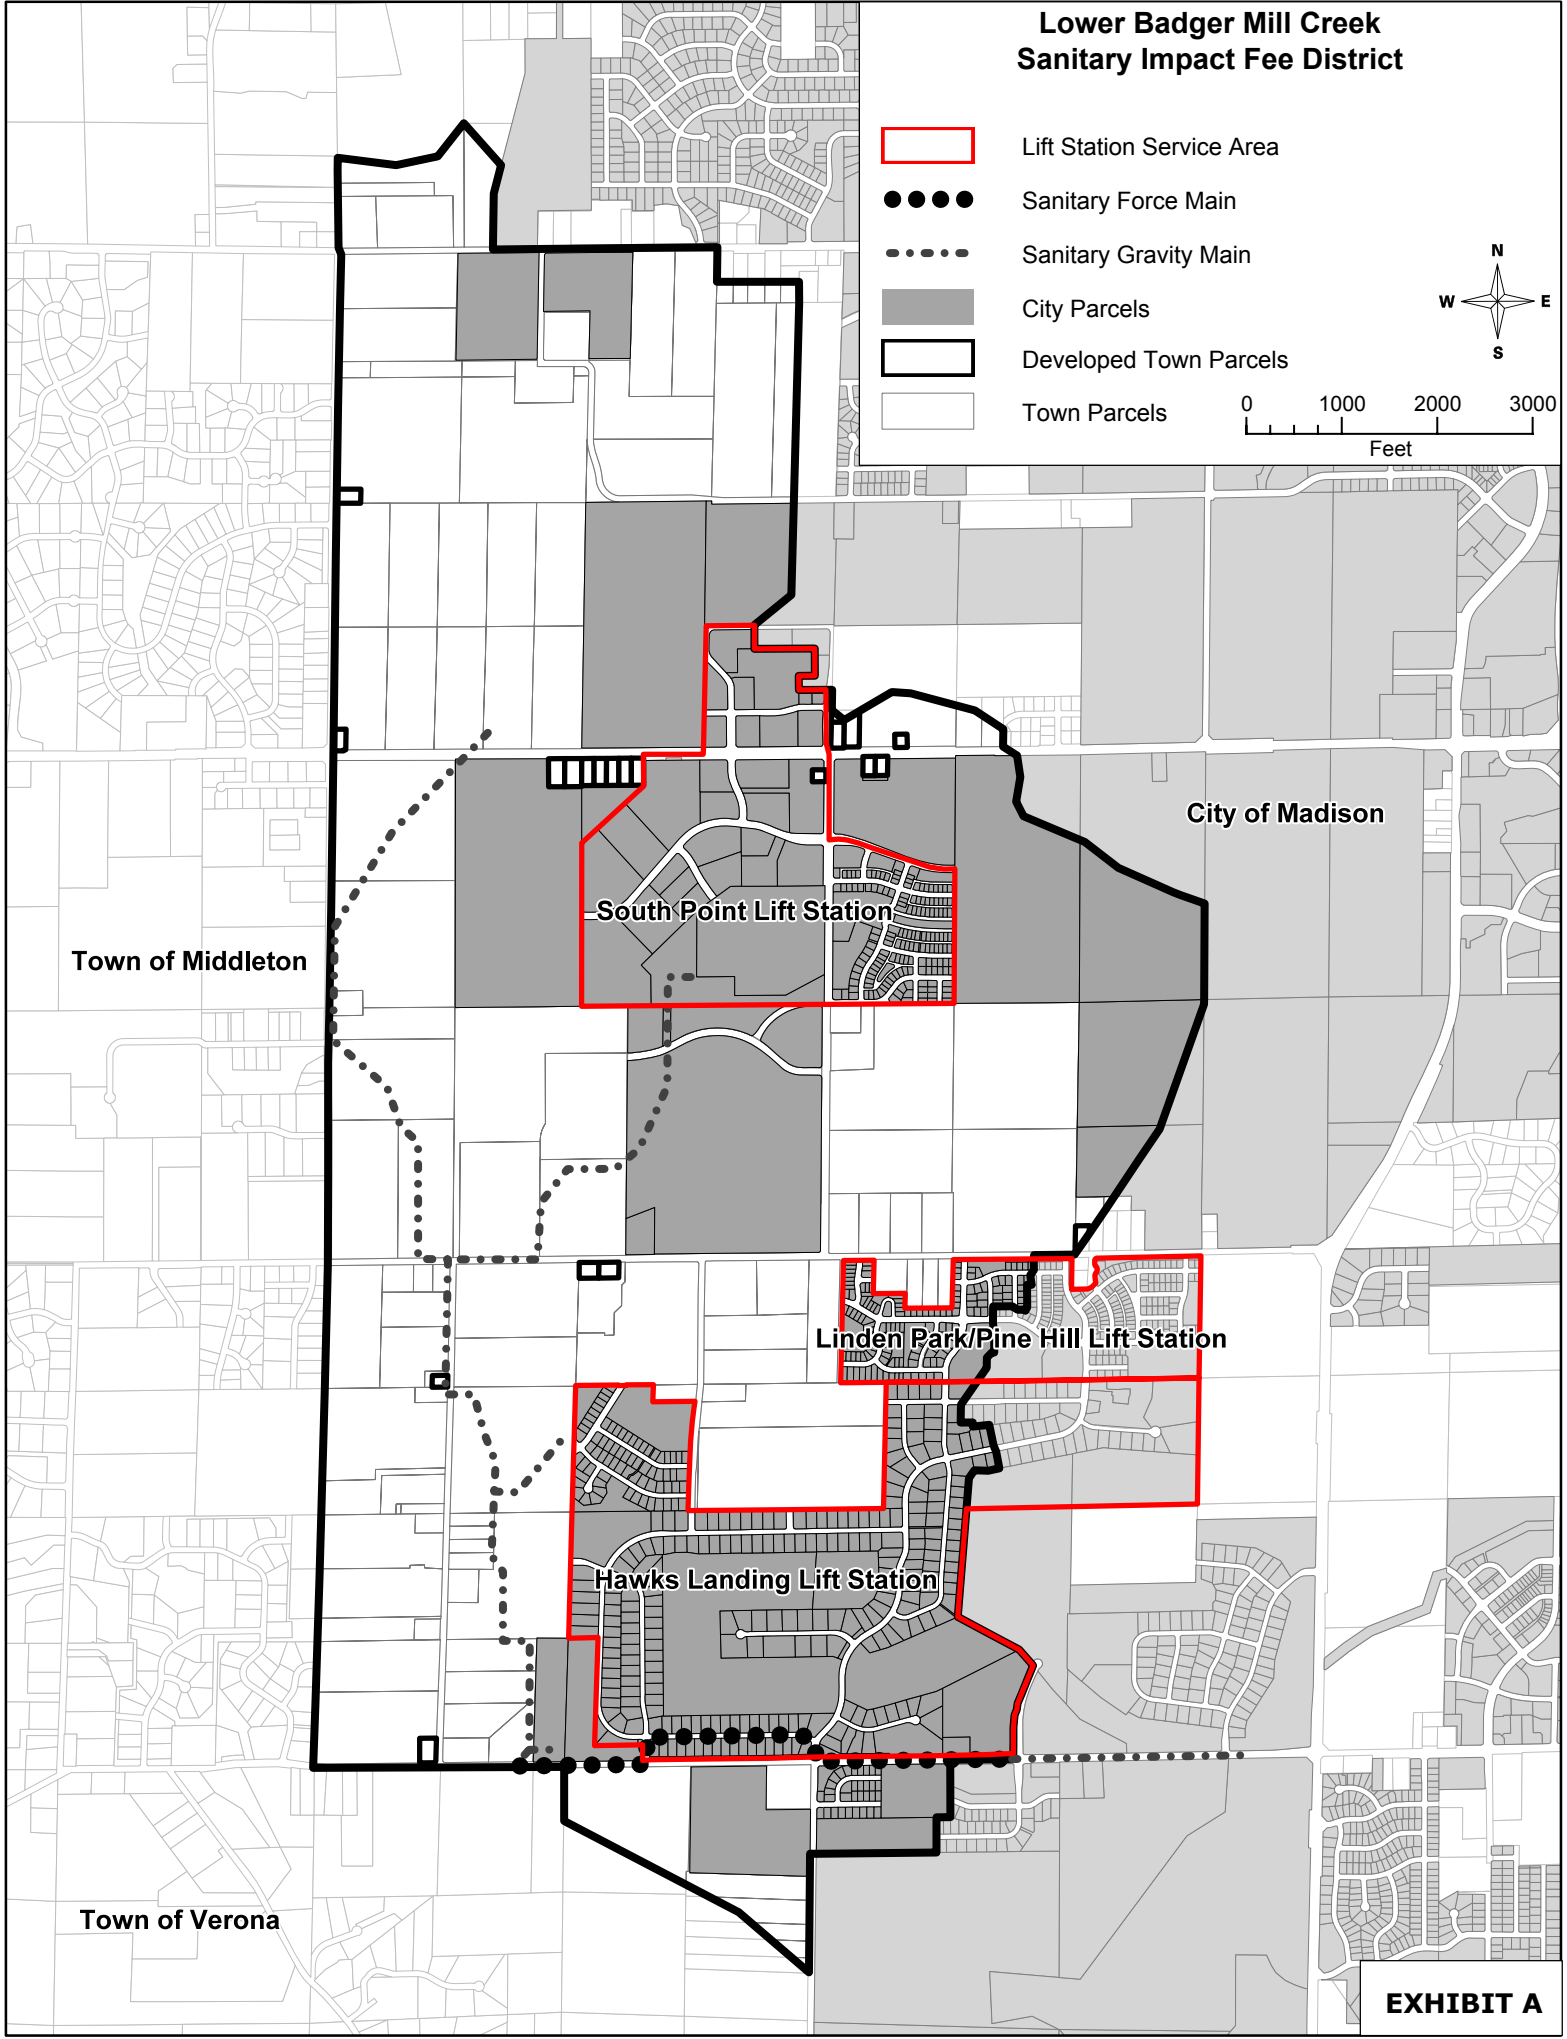 Lower Badger Mill Creek
Sanitary Impact Fee District
Lift Station Service Area
Sanitary Force Main
Sanitary Gravity Main
City Parcels
Developed Town Parcels
Town Parcels
N
W E
S
0 1000 2000 3000
Feet
City of Madison
South Point Lift Station
Town of Middleton
Linden Park/Pine Hill Lift Station
Hawks Landing Lift Station
Town of Verona
EXHIBIT A